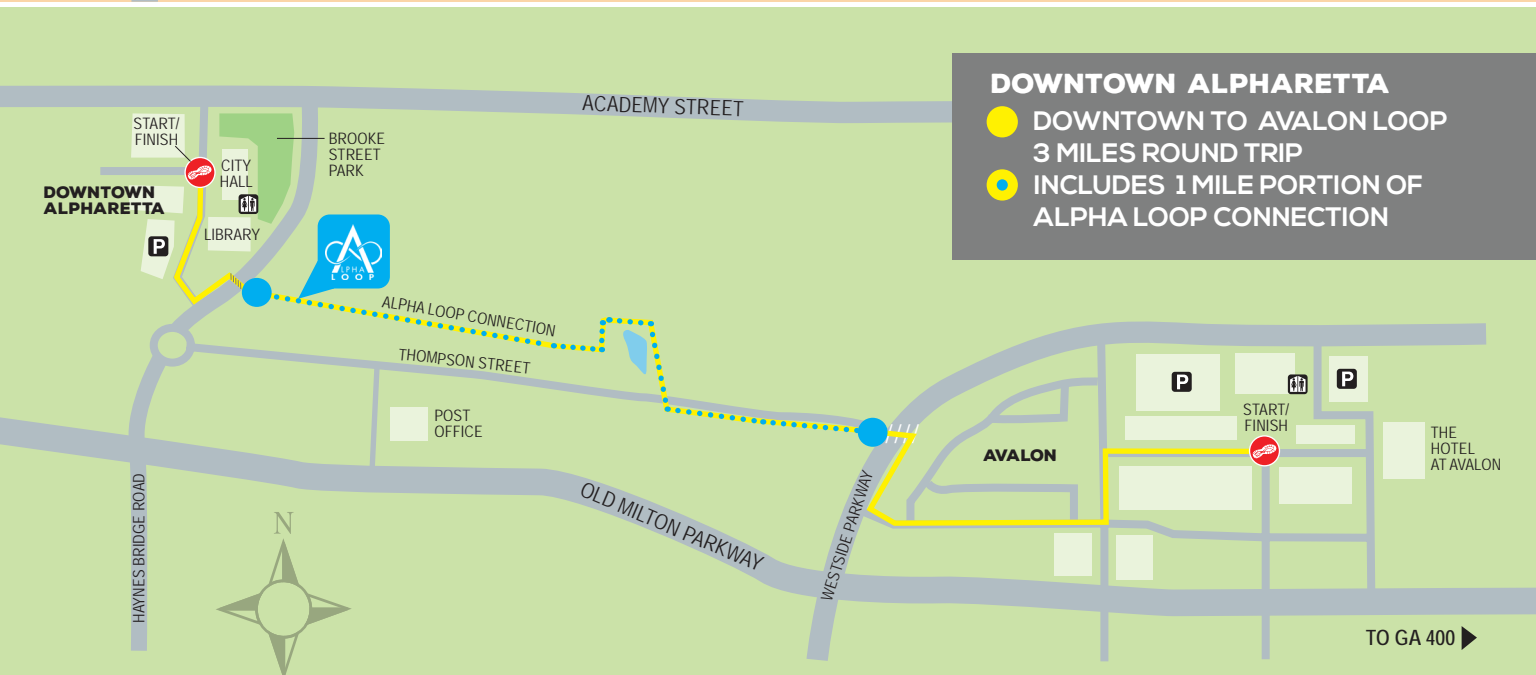 DOWNTOWN ALPHARETTA
DOWNTOWN TO AVALON LOOP
3 MILES ROUND TRIP
INCLUDES 1 MILE PORTION OF
ALPHA LOOP CONNECTION
ACADEMY STREET
START/
FINISH
BROOKE
STREET
PARK
CITY
HALL
DOWNTOWN
ALPHARETTA
LIBRARY
P
ALPHA
LOOP
ALPHA LOOP CONNECTION
THOMPSON STREET
POST
OFFICE
P
P
START/
FINISH
THE
HOTEL
AT AVALON
AVALON
HAYNES BRIDGE ROAD
OLD MILTON PARKWAY
WESTSIDE PARKWAY
N
TO GA 400